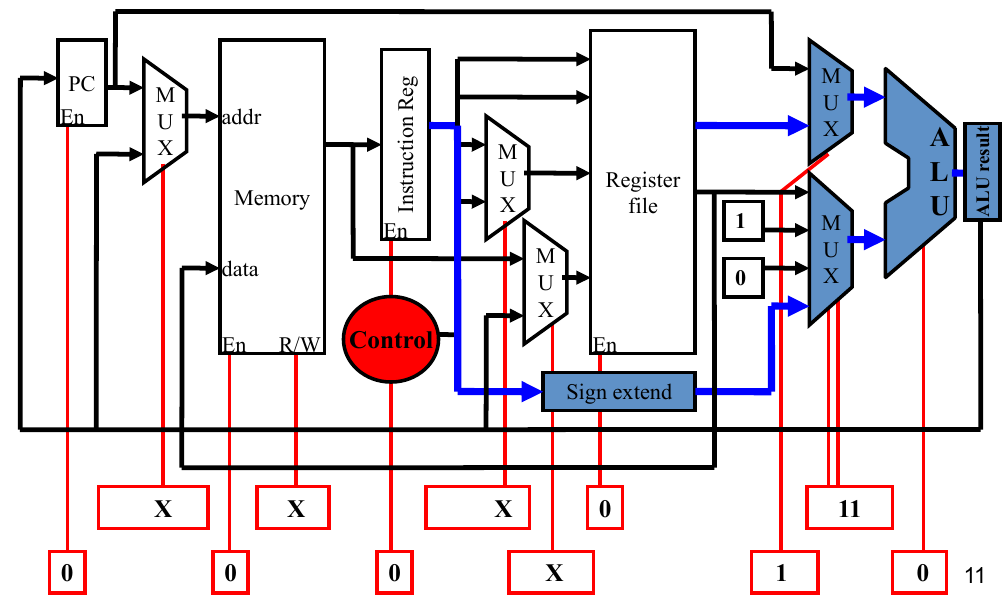 PC
En
M
U
X
addr
Memory
data
En
R/W
Instruction Reg
En
Control
M
U
X
M
U
X
Register
file
En
Sign extend
1
0
M
U
X
M
U
X
A
L
U
ALU result
X
X
X
0
11
0
0
0
X
1
0
11